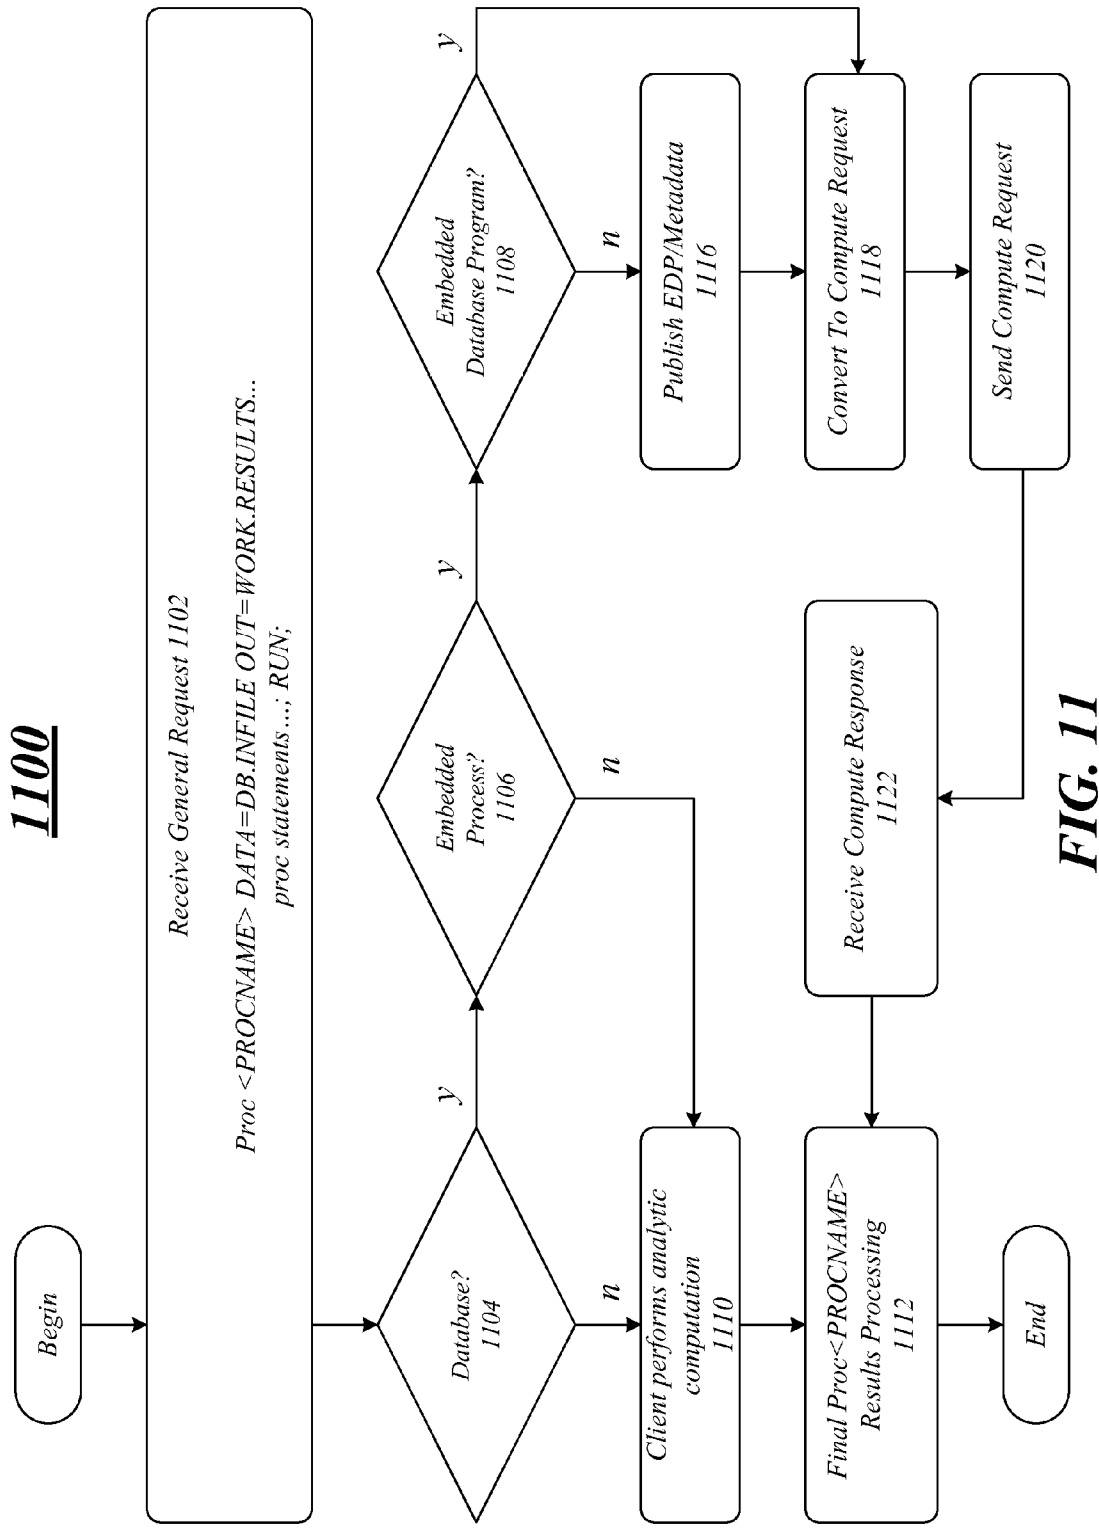 1100
Begin
Receive General Request 1102
Proc <PROCNAME> DATA=DB.INFILE OUT=WORK.RESULTS...
proc statements...; RUN;
Database?
1104
y
n
Embedded
Process?
1106
y
n
Embedded
Database Program?
1108
y
n
Client performs analytic
computation
1110
Publish EDP/Metadata
1116
Final Proc<PROCNAME>
Results Processing
1112
Receive Compute Response
1122
Convert To Compute Request
1118
End
Send Compute Request
1120
FIG. 11